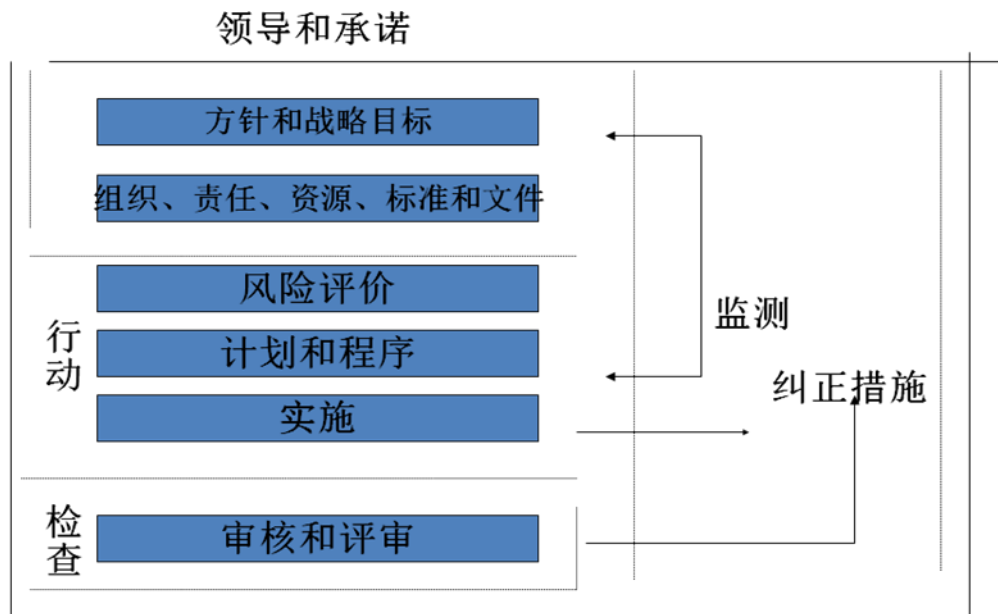 领导和承诺
方针和战略目标
组织、责任、资源、标准和文件
风险评价
行动
计划和程序
监测
纠正措施
实施
检查
审核和评审